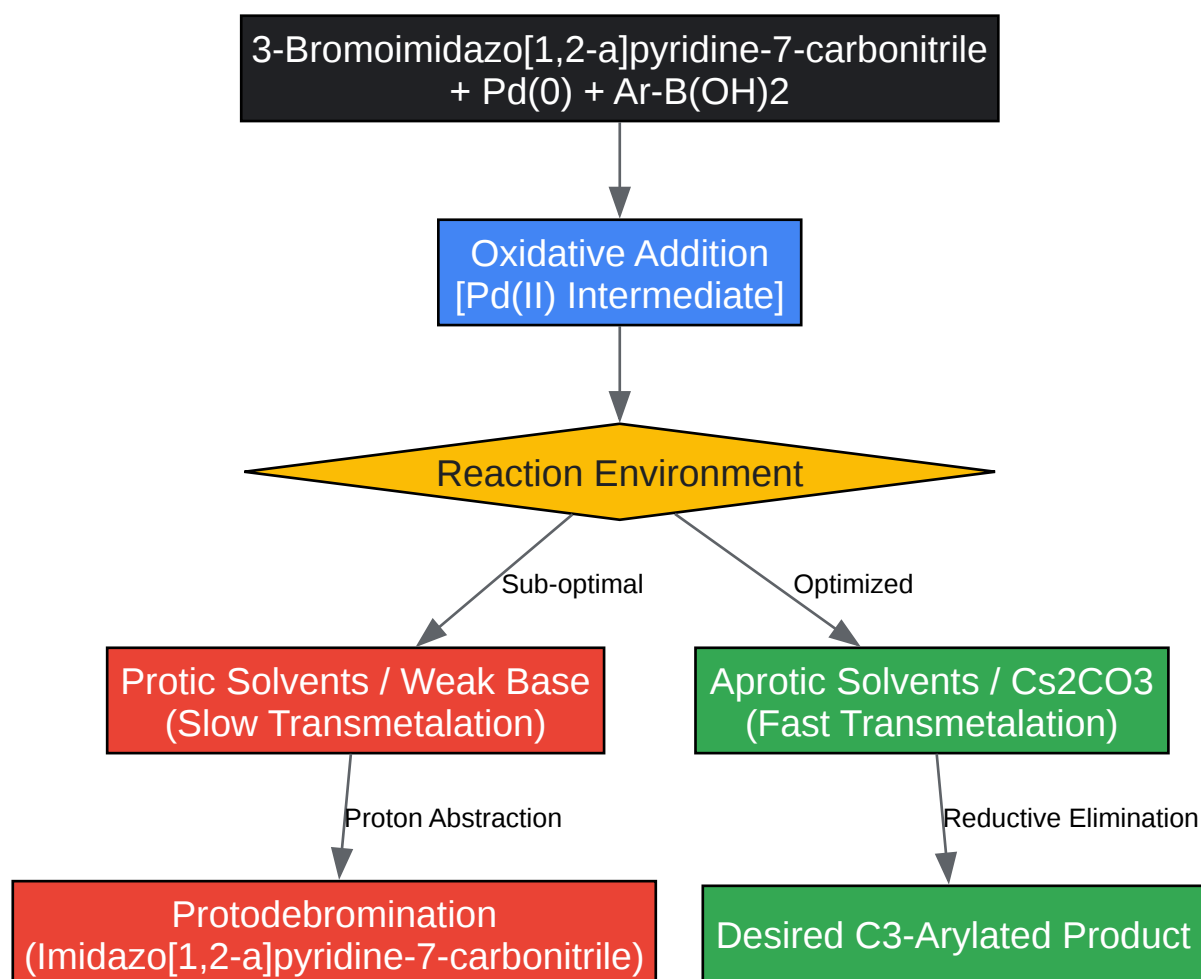 3-Bromoimidazo[1,2-a]pyridine-7-carbonitrile
+ Pd(0) + Ar-B(OH)2
Oxidative Addition
[Pd(II) Intermediate]
Reaction Environment
Sub-optimal
Optimized
Protic Solvents / Weak Base
(Slow Transmetalation)
Aprotic Solvents / Cs2CO3
(Fast Transmetalation)
Proton Abstraction
Reductive Elimination
Protodebromination
(Imidazo[1,2-a]pyridine-7-carbonitrile)
Desired C3-Arylated Product